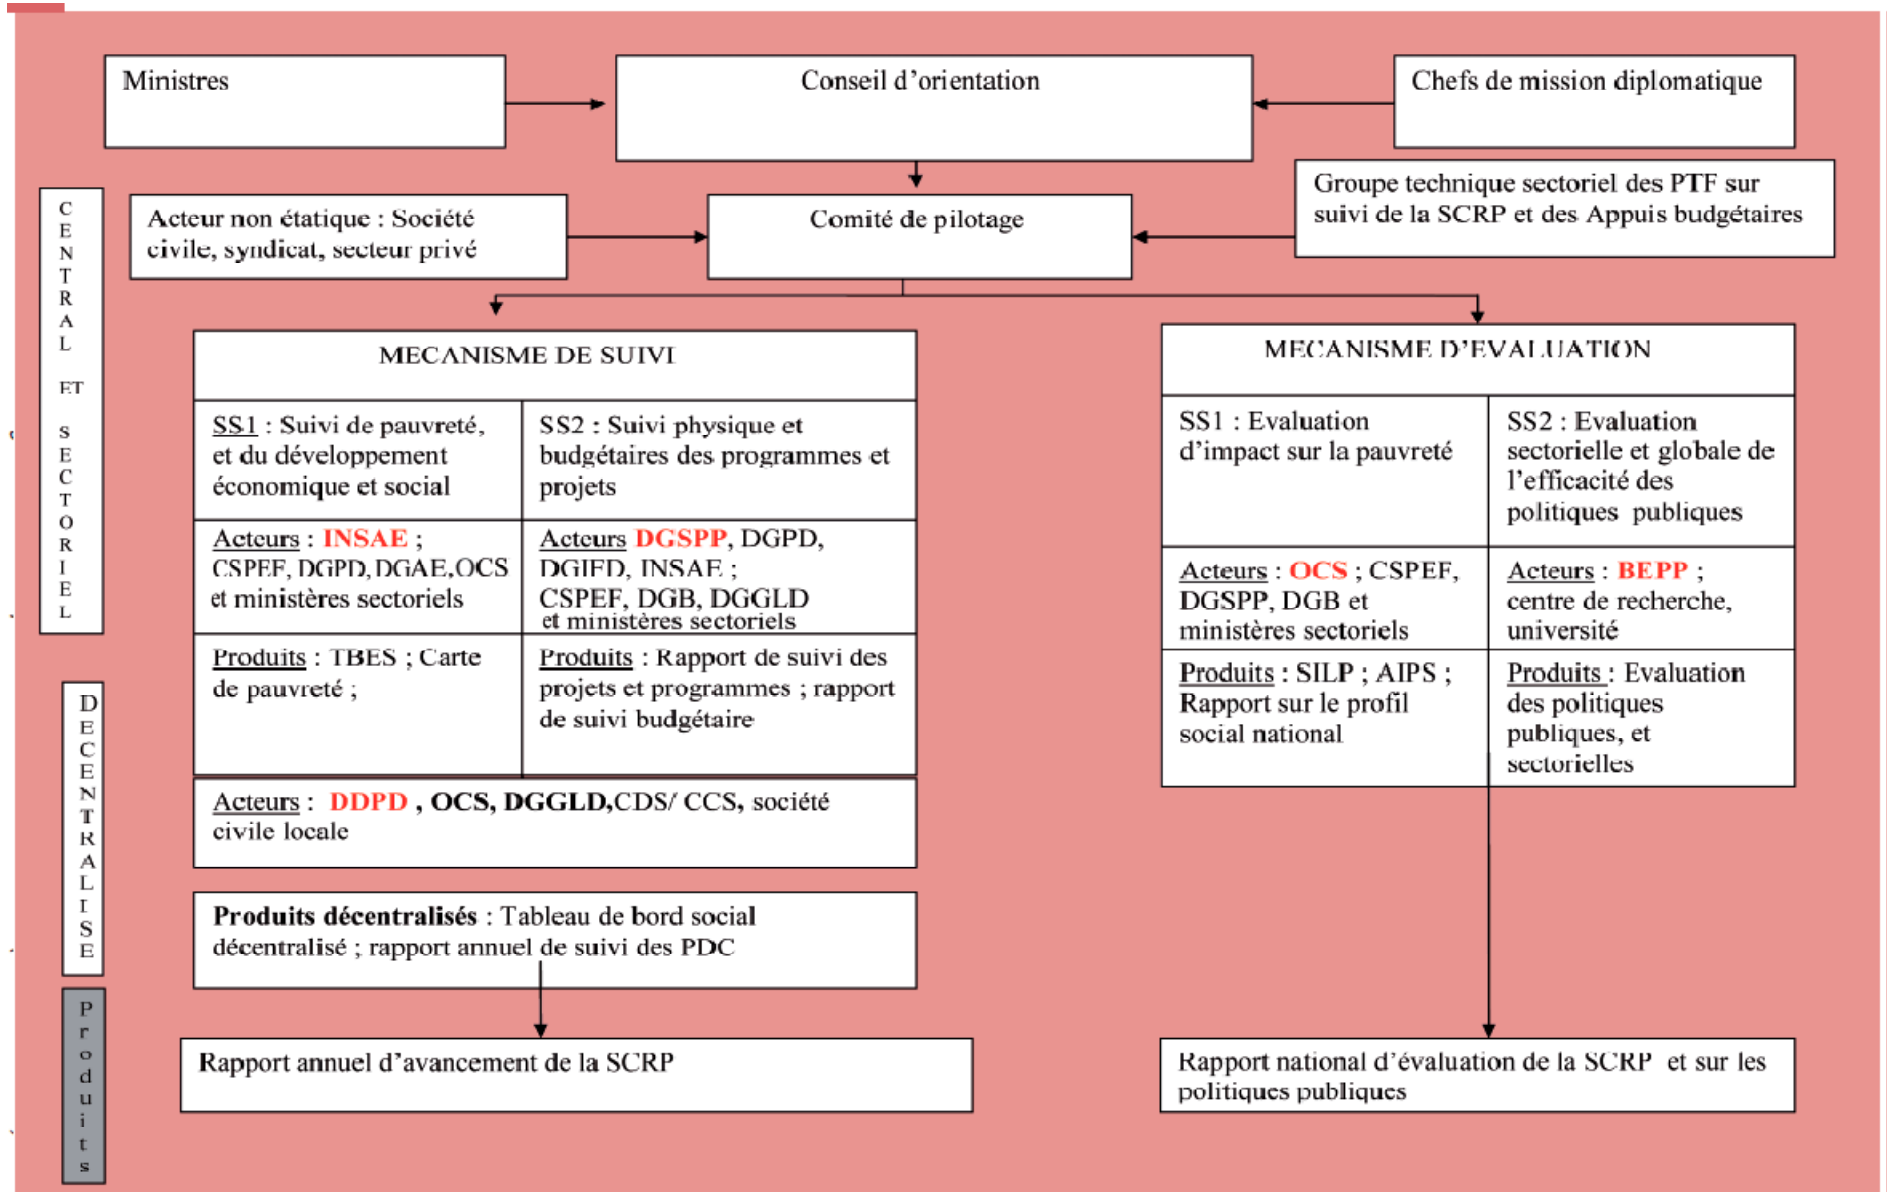 Ministres
Conseil d'orientation
Chefs de mission diplomatique
CENTRAL ET SECTORIEL
Acteur non étatique : Société
civile, syndicat, secteur privé
Comité de pilotage
Groupe technique sectoriel des PTF sur
suivi de la SCRP et des Appuis budgétaires
MECANISME DE SUIVI
SS1 : Suivi de pauvreté,
et du développement
économique et social
SS2 : Suivi physique et
budgétaires des programmes et
projets
Acteurs : INSAE ;
CSPEF, DGPD, DGAE,OCS
et ministères sectoriels
Acteurs DGSPP, DGPD,
DGIFD, INSAE ;
CSPEF, DGB, DGGLD
et ministères sectoriels
Produits : TBES ; Carte
de pauvreté ;
Produits : Rapport de suivi des
projets et programmes ; rapport
de suivi budgétaire
MECANISME D'EVALUATION
SS1 : Evaluation
d'impact sur la pauvreté
SS2 : Evaluation
sectorielle et globale de
l'efficacité des
politiques publiques
Acteurs : OCS ; CSPEF,
DGSPP, DGB et
ministères sectoriels
Acteurs : BEPP ;
centre de recherche,
université
Produits : SILP ; AIPS ;
Rapport sur le profil
social national
Produits : Evaluation
des politiques
publiques, et
sectorielles
DECENTRALISE
Acteurs : DDPD , OCS, DGGLD,CDS/ CCS, société
civile locale
Produits décentralisés : Tableau de bord social
décentralisé ; rapport annuel de suivi des PDC
Produits
Rapport annuel d'avancement de la SCRP
Rapport national d'évaluation de la SCRP et sur les
politiques publiques